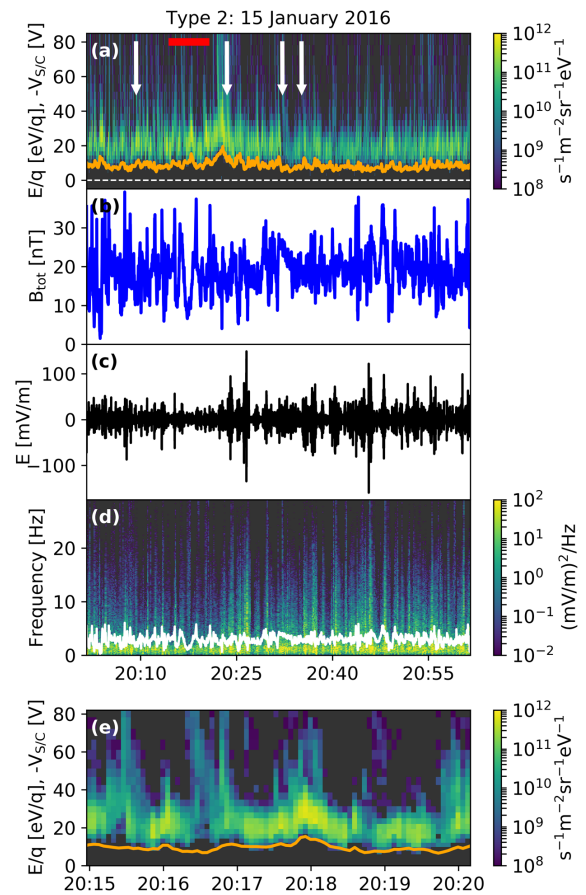 Type 2: 15 January 2016
(a)
E/q [eV/q], -V_S/C [V]
80
60
40
20
0
10^12
10^11
10^10
10^9
10^8
s^-1m^-2sr^-1eV^-1
(b)
B_tot [nT]
30
20
10
0
(c)
E [mV/m]
100
0
−100
(d)
Frequency [Hz]
20
10
0
10^2
10^1
10^0
10^-1
10^-2
(mV/m)^2/Hz
20:10 20:25 20:40 20:55
(e)
E/q [eV/q], -V_S/C [V]
80
60
40
20
0
10^12
10^11
10^10
10^9
10^8
s^-1m^-2sr^-1eV^-1
20:15 20:16 20:17 20:18 20:19 20:20